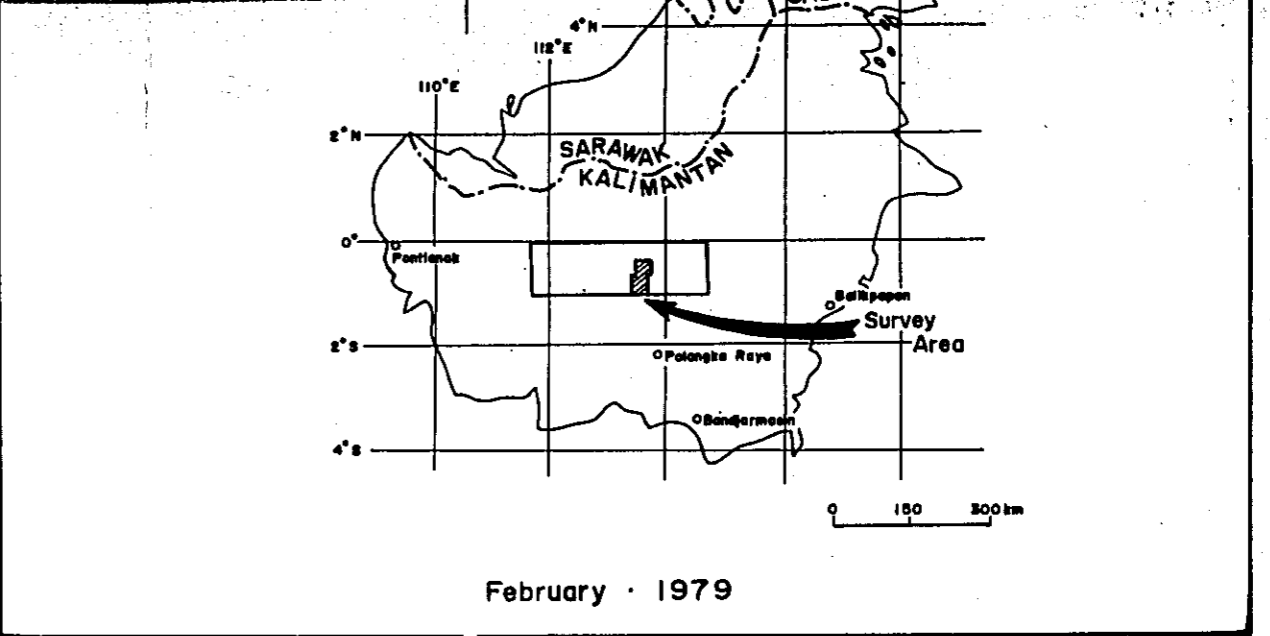 4°N
112°E
110°E
2°N
SARAWAK
KALIMANTAN
0°
Pontianak
Balikpapan
Survey
Area
2°S
Palangka Raya
Bandjarmasin
4°S
0 150 300km
February · 1979